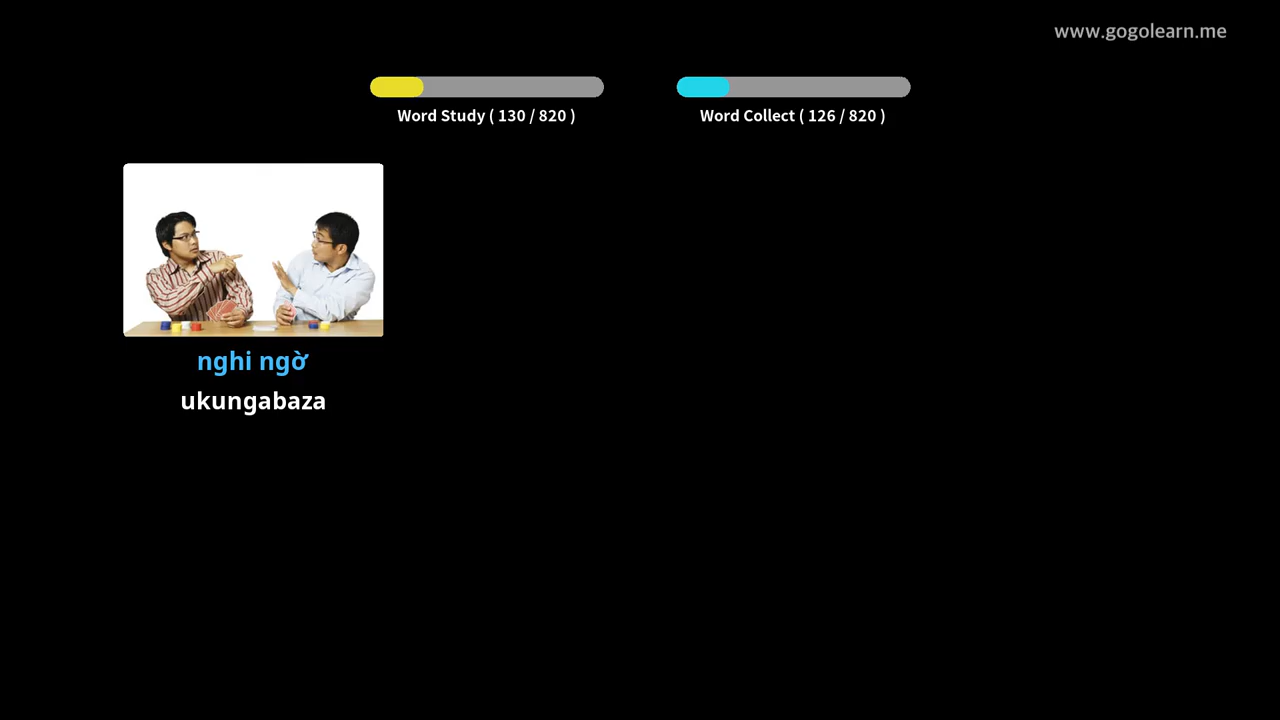 www.gogolearn.me
Word Study ( 130 / 820 )
Word Collect ( 126 / 820 )
nghi ngờ
ukungabaza